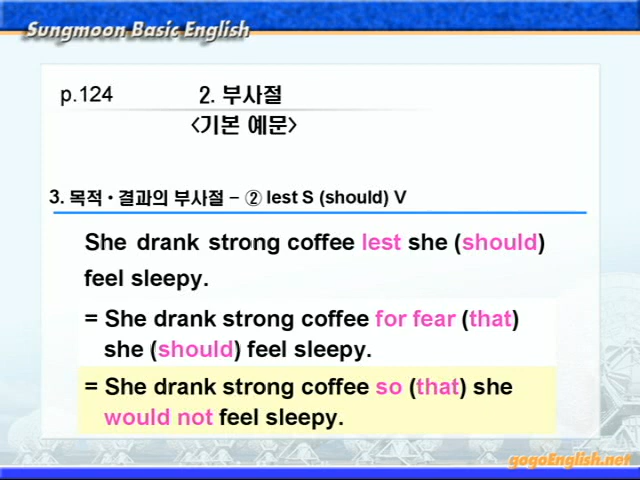 Sungmoon Basic English
p.124
2. 부사절
<기본 예문>
3. 목적 • 결과의 부사절 – ② lest S (should) V
She drank strong coffee lest she (should)
feel sleepy.
= She drank strong coffee for fear (that)
she (should) feel sleepy.
= She drank strong coffee so (that) she
would not feel sleepy.
gogoEnglish.net